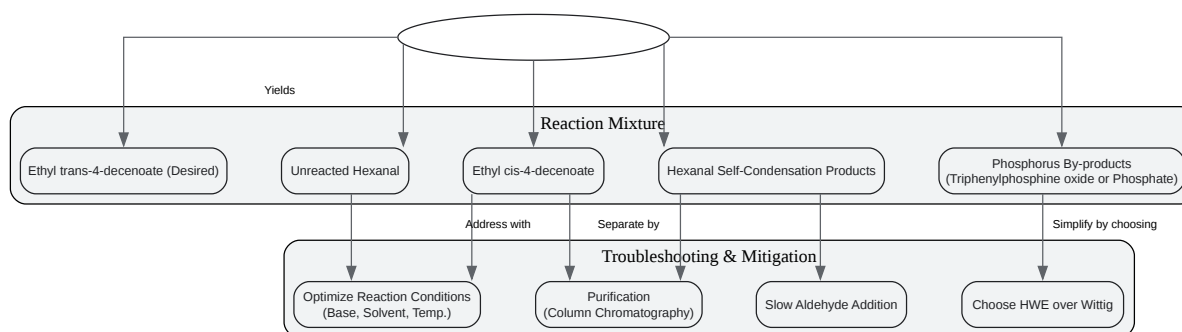 Yields
Reaction Mixture
Ethyl trans-4-decenoate (Desired)
Unreacted Hexanal
Ethyl cis-4-decenoate
Hexanal Self-Condensation Products
Phosphorus By-products
(Triphenylphosphine oxide or Phosphate)
Address with
Separate by
Simplify by choosing
Troubleshooting & Mitigation
Optimize Reaction Conditions
(Base, Solvent, Temp.)
Purification
(Column Chromatography)
Slow Aldehyde Addition
Choose HWE over Wittig